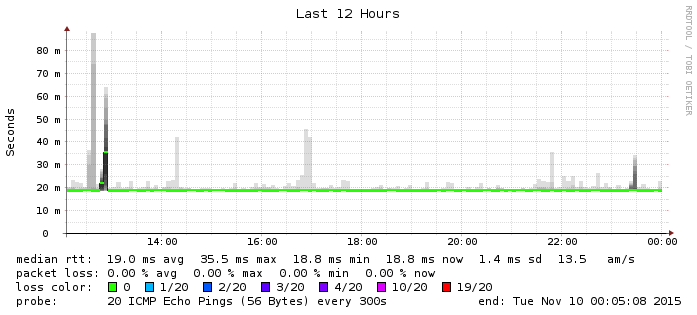 Last 12 Hours
RRDTOOL / TOBI OETIKER
Seconds
80 m
70 m
60 m
50 m
40 m
30 m
20 m
10 m
0
14:00 16:00 18:00 20:00 22:00 00:00
median rtt: 19.0 ms avg 35.5 ms max 18.8 ms min 18.8 ms now 1.4 ms sd 13.5 am/s
packet loss: 0.00 % avg 0.00 % max 0.00 % min 0.00 % now
loss color: 0 1/20 2/20 3/20 4/20 10/20 19/20
probe: 20 ICMP Echo Pings (56 Bytes) every 300s end: Tue Nov 10 00:05:08 2015